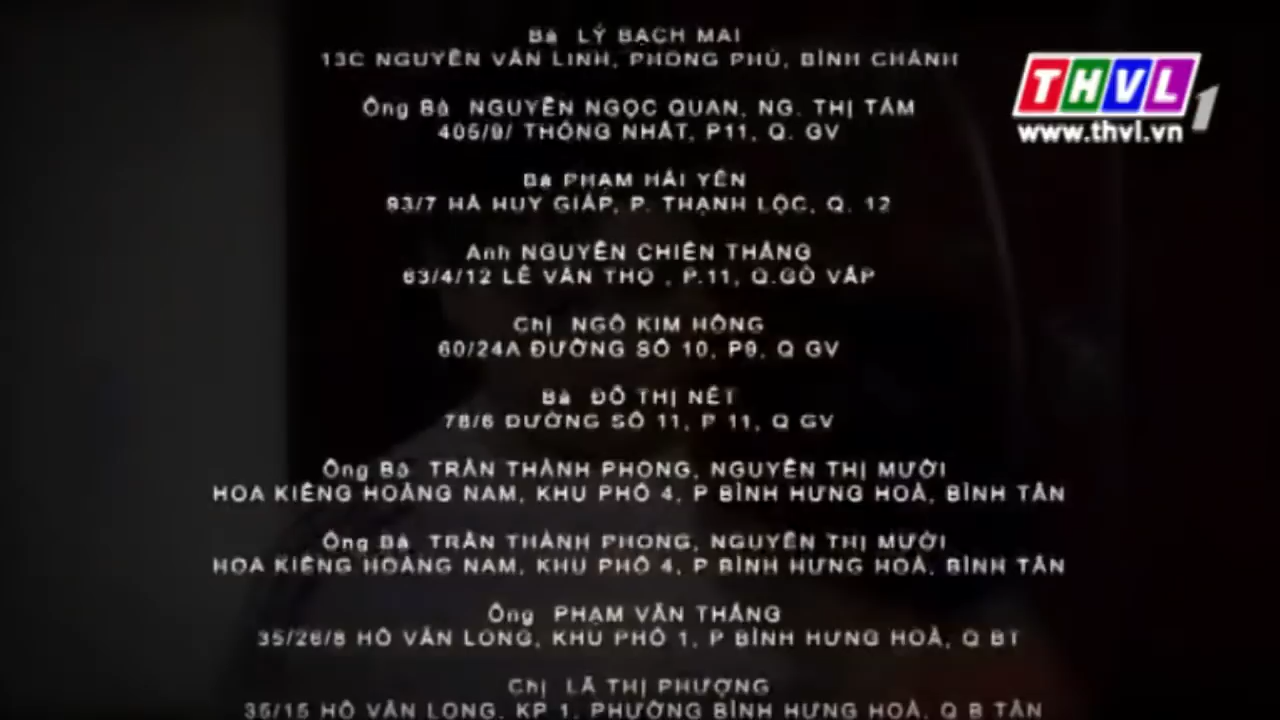 Bà LÝ BẠCH MAI
13C NGUYỄN VĂN LINH, PHONG PHÚ, BÌNH CHÁNH
THVL1
www.thvl.vn
Ông Bà NGUYỄN NGỌC QUAN, NG. THỊ TÁM
405/9/ THỐNG NHẤT, P11, Q. GV
Bà PHẠM HẢI YẾN
93/7 HÀ HUY GIÁP, P. THẠNH LỘC, Q. 12
Anh NGUYỄN CHIẾN THẮNG
63/4/12 LÊ VĂN THỌ , P.11, Q.GÒ VẤP
Chị NGÔ KIM HỒNG
60/24A ĐƯỜNG SỐ 10, P9, Q GV
Bà ĐỖ THỊ NẾT
78/6 ĐƯỜNG SỐ 11, P 11, Q GV
Ông Bà TRẦN THÀNH PHONG, NGUYỄN THỊ MƯỜI
HOA KIỂNG HOÀNG NAM, KHU PHỐ 4, P BÌNH HƯNG HOÀ, BÌNH TÂN
Ông Bà TRẦN THÀNH PHONG, NGUYỄN THỊ MƯỜI
HOA KIỂNG HOÀNG NAM, KHU PHỐ 4, P BÌNH HƯNG HOÀ, BÌNH TÂN
Ông PHẠM VĂN THẮNG
35/26/8 HỒ VĂN LONG, KHU PHỐ 1, P BÌNH HƯNG HOÀ, Q BT
Chị LÃ THỊ PHƯỢNG
35/15 HỒ VĂN LONG, KP 1, PHƯỜNG BÌNH HƯNG HOÀ, Q B TÂN